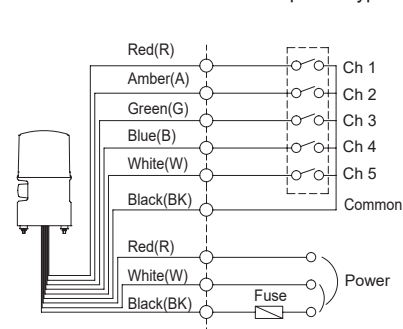 Red(R)
Ch 1
Amber(A)
Ch 2
Green(G)
Ch 3
Blue(B)
Ch 4
White(W)
Ch 5
Black(BK)
Common
Red(R)
White(W)
Power
Black(BK)
Fuse